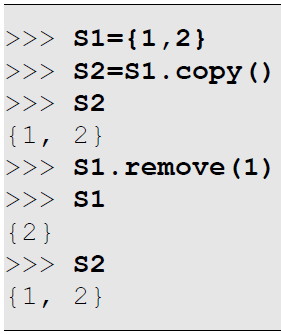 >>> S1={1,2}
>>> S2=S1.copy()
>>> S2
{1, 2}
>>> S1.remove(1)
>>> S1
{2}
>>> S2
{1, 2}